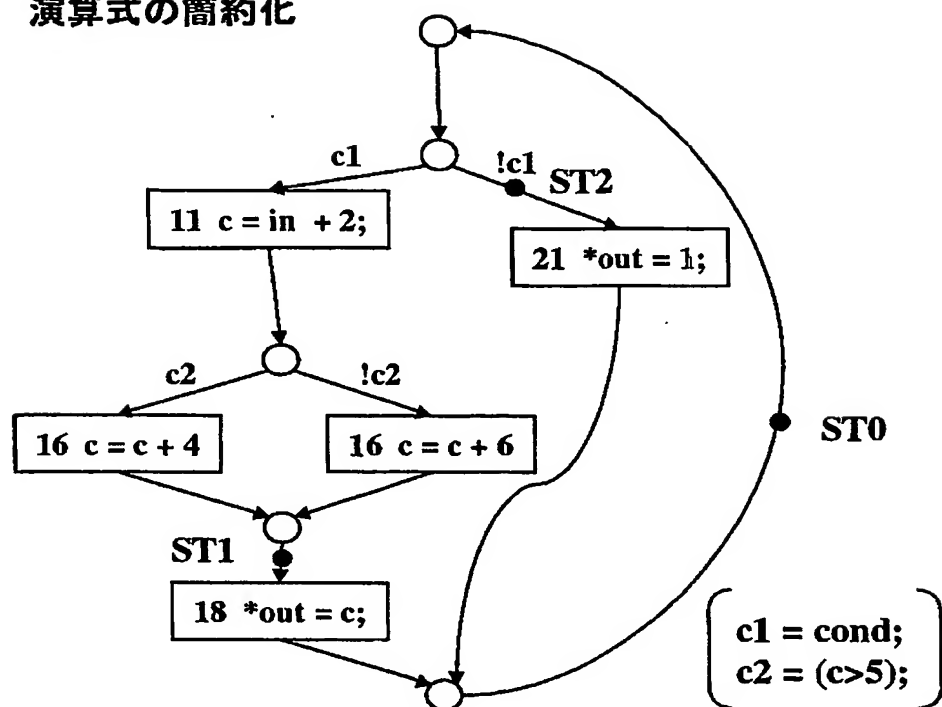 演算式の簡約化
c1
!c1
ST2
11 c = in + 2;
21 *out = 1;
c2
!c2
16 c = c + 4
16 c = c + 6
ST0
ST1
18 *out = c;
c1 = cond;
c2 = (c>5);